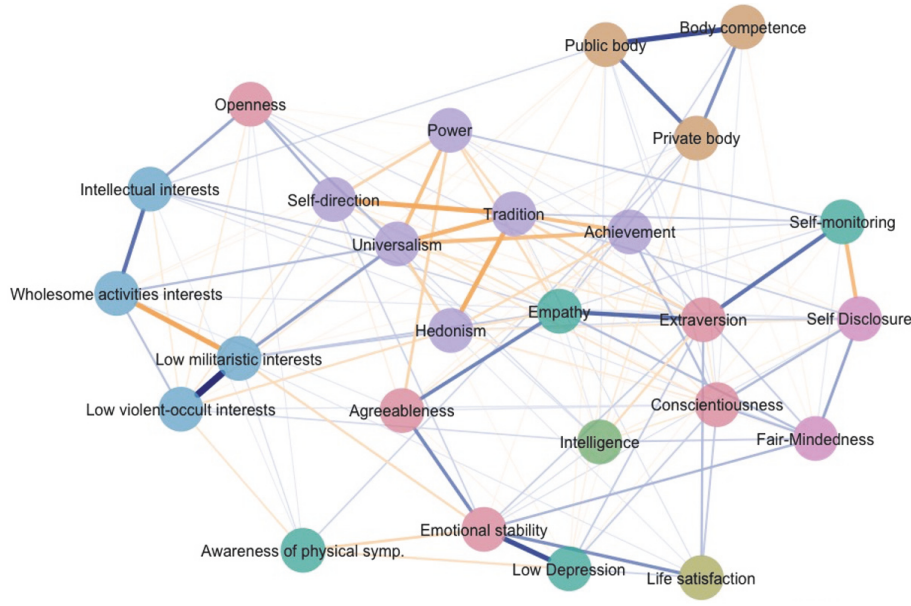 Body competence
Public body
Openness
Power
Private body
Intellectual interests
Self-direction
Tradition
Self-monitoring
Achievement
Universalism
Wholesome activities interests
Empathy
Extraversion
Self Disclosure
Hedonism
Low militaristic interests
Conscientiousness
Low violent-occult interests
Agreeableness
Fair-Mindedness
Intelligence
Emotional stability
Awareness of physical symp.
Low Depression
Life satisfaction